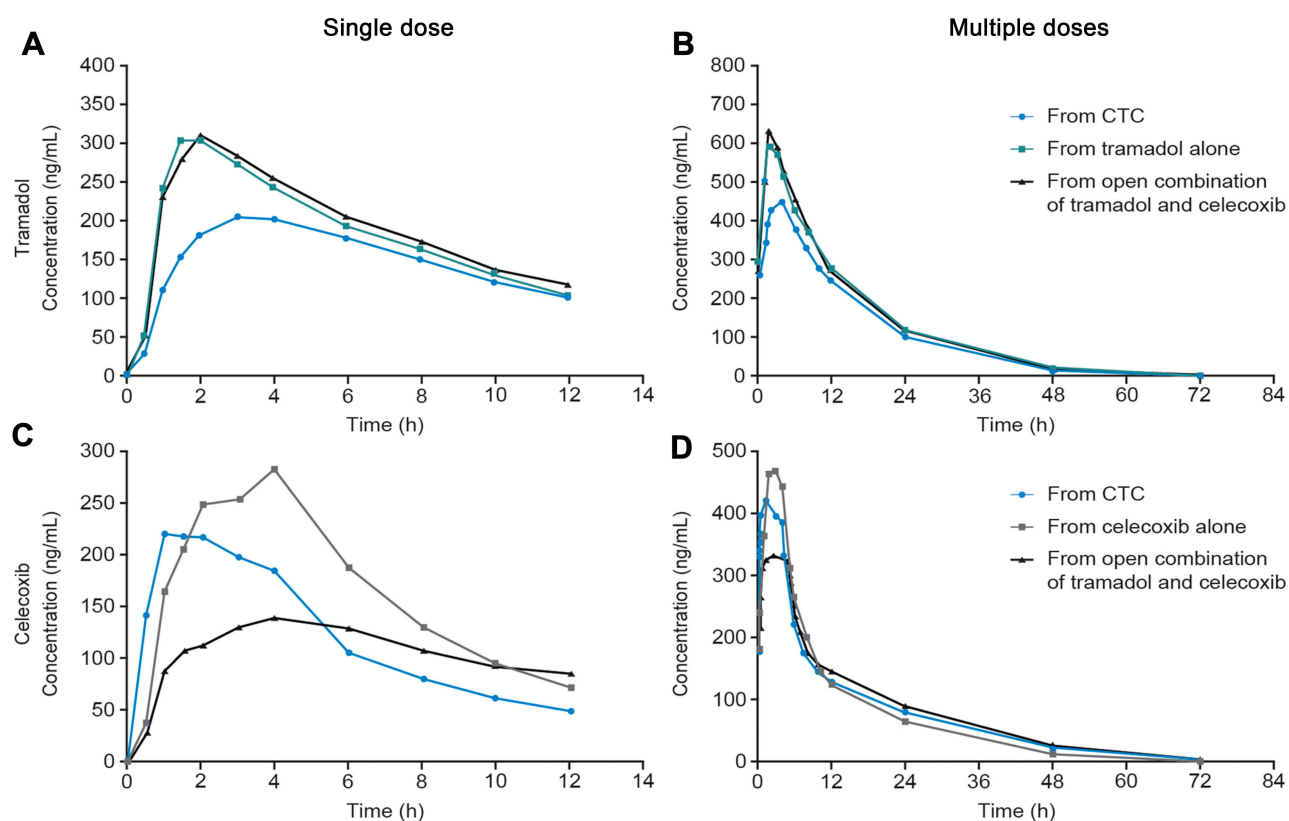 Single dose
Multiple doses
A
Tramadol
Concentration (ng/mL)
400
350
300
250
200
150
100
50
0
0 2 4 6 8 10 12 14
Time (h)
B
Concentration (ng/mL)
800
700
600
500
400
300
200
100
0
0 12 24 36 48 60 72 84
Time (h)
From CTC
From tramadol alone
From open combination
of tramadol and celecoxib
C
Celecoxib
Concentration (ng/mL)
300
250
200
150
100
50
0
0 2 4 6 8 10 12 14
Time (h)
D
Concentration (ng/mL)
500
400
300
200
100
0
0 12 24 36 48 60 72 84
Time (h)
From CTC
From celecoxib alone
From open combination
of tramadol and celecoxib